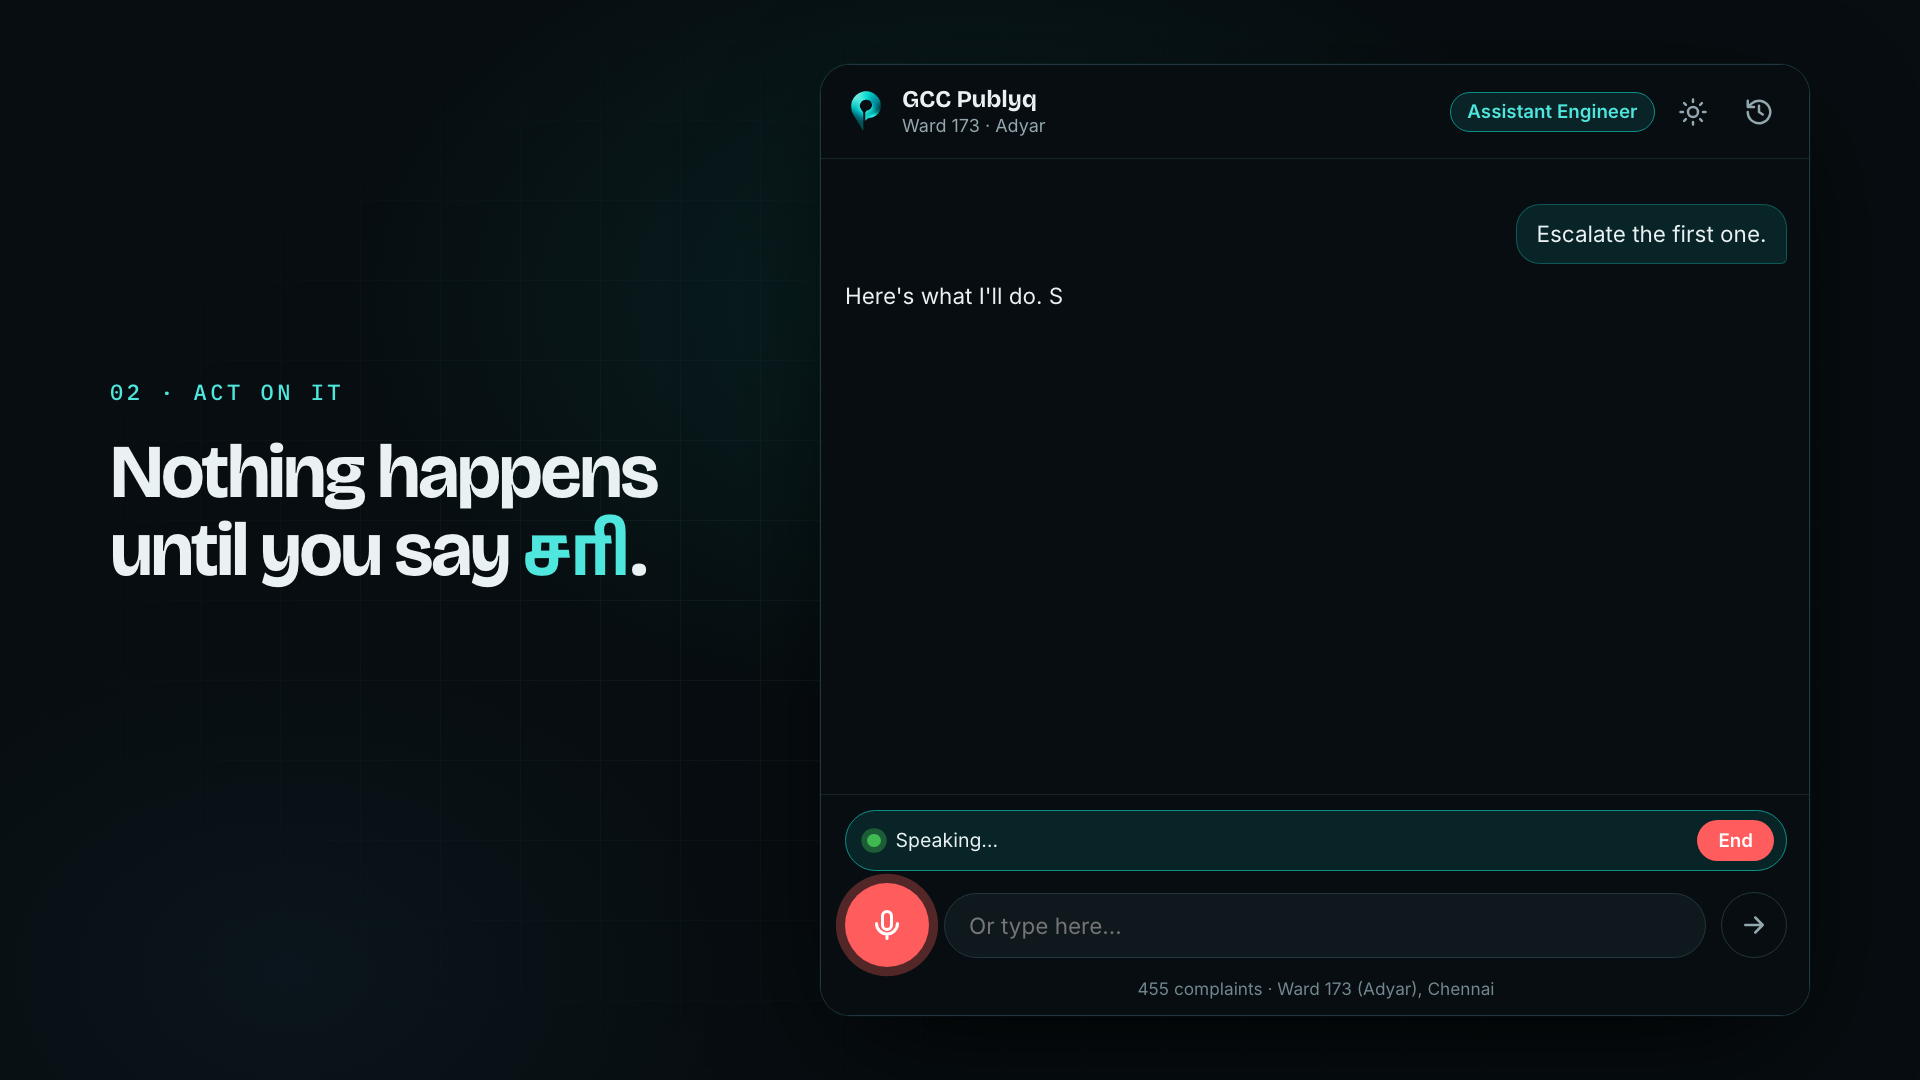 02 · ACT ON IT
Nothing happens
until you say சரி.
GCC Publyq
Ward 173 · Adyar
Assistant Engineer
Escalate the first one.
Here's what I'll do. S
Speaking...
End
Or type here...
455 complaints · Ward 173 (Adyar), Chennai